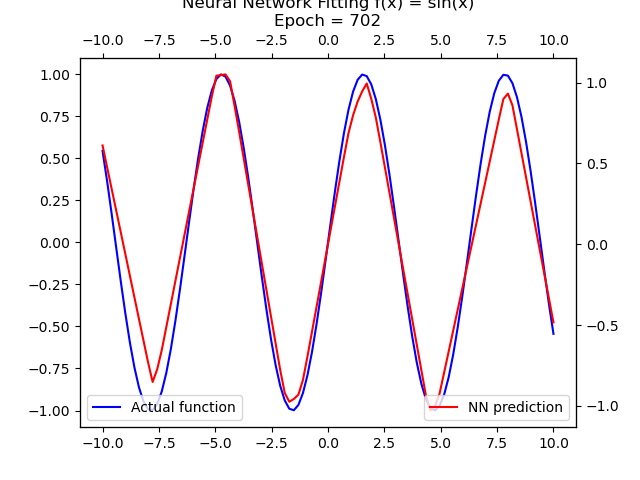 Neural Network Fitting f(x) = sin(x)
Epoch = 702
−10.0 −7.5 −5.0 −2.5 0.0 2.5 5.0 7.5 10.0
1.00
0.75
0.50
0.25
0.00
−0.25
−0.50
−0.75
−1.00
1.0
0.5
0.0
−0.5
−1.0
Actual function
NN prediction
−10.0 −7.5 −5.0 −2.5 0.0 2.5 5.0 7.5 10.0